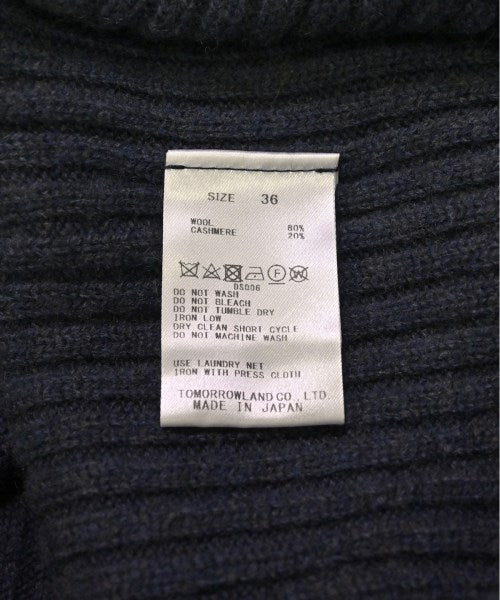 SIZE 36
WOOL 80%
CASHMERE 20%
DS006
DO NOT WASH
DO NOT BLEACH
DO NOT TUMBLE DRY
IRON LOW
DRY CLEAN SHORT CYCLE
DO NOT MACHINE WASH
USE LAUNDRY NET
IRON WITH PRESS CLOTH
TOMORROWLAND CO., LTD.
MADE IN JAPAN